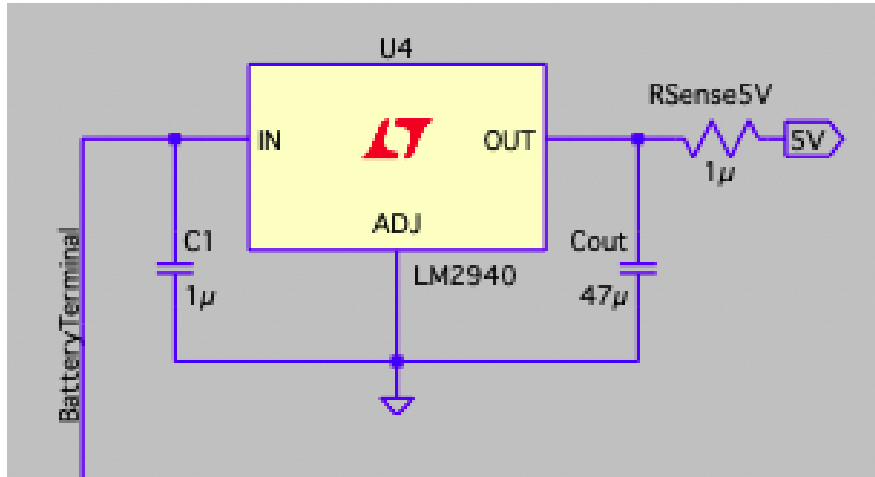 U4
RSense5V
IN
OUT
5V
1µ
ADJ
C1
Cout
LM2940
1µ
47µ
BatteryTerminal